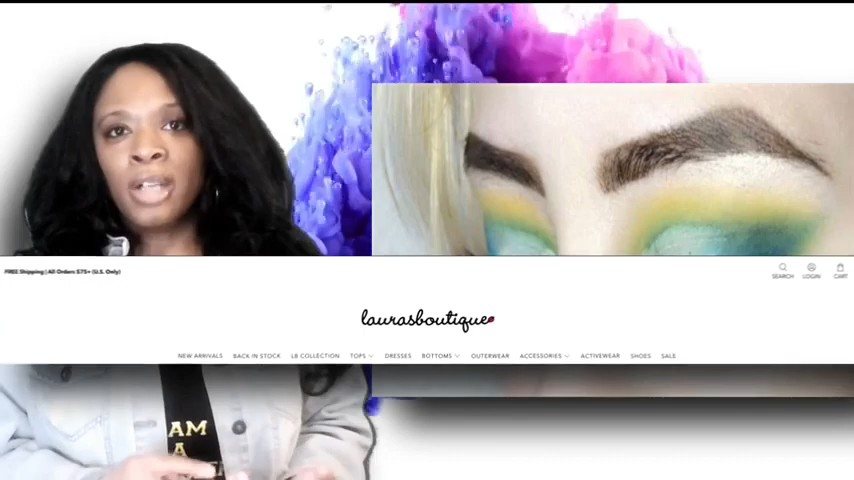 FREE Shipping | All Orders $75+ (U.S. Only)
SEARCH LOGIN CART
laurasboutique
NEW ARRIVALS BACK IN STOCK LB COLLECTION TOPS DRESSES BOTTOMS OUTERWEAR ACCESSORIES ACTIVEWEAR SHOES SALE
AM
A